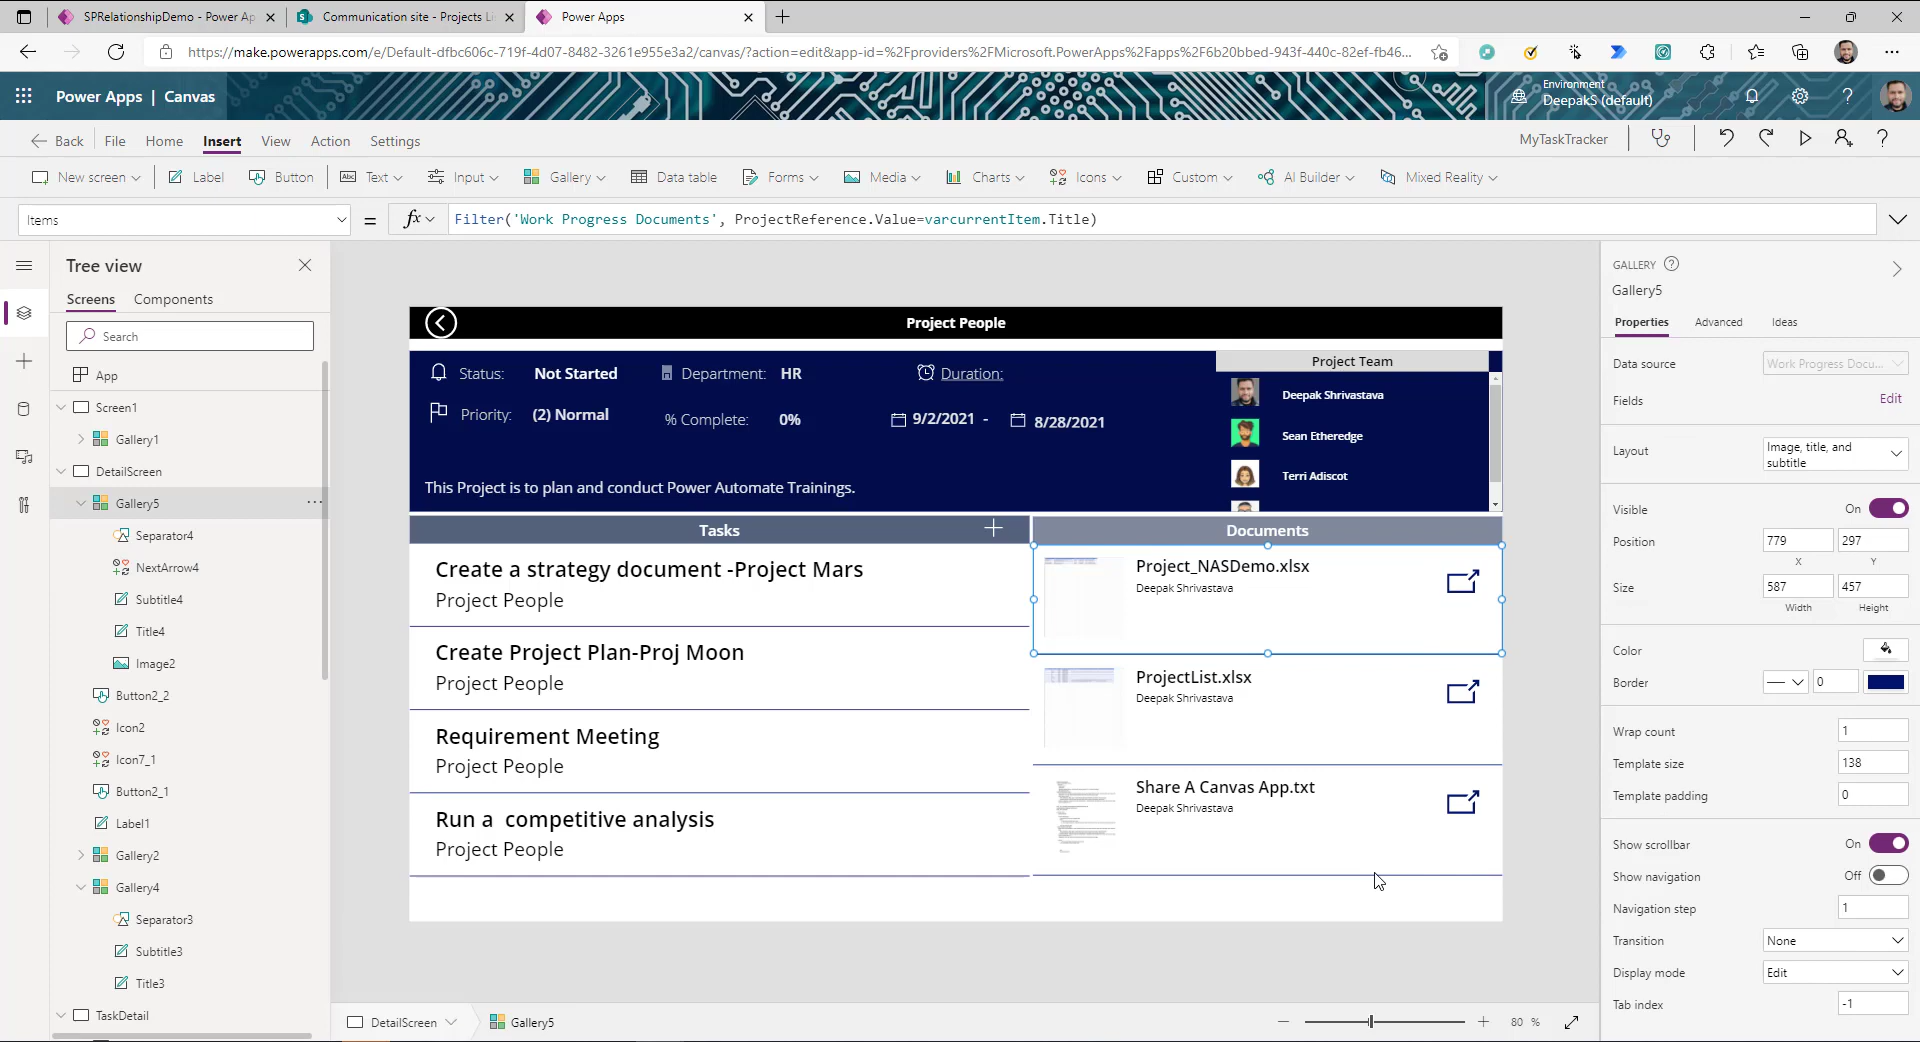 SPRelationshipDemo - Power Ap
Communication site - Projects Li
Power Apps
https://make.powerapps.com/e/Default-dfbc606c-719f-4d07-8482-3261e955e3a2/canvas/?action=edit&app-id=%2Fproviders%2FMicrosoft.PowerApps%2Fapps%2F6b20bbed-943f-440c-82ef-fb46...
Power Apps | Canvas
Environment
DeepakS (default)
Back
File
Home
Insert
View
Action
Settings
MyTaskTracker
New screen
Label
Button
Abc Text
Input
Gallery
Data table
Forms
Media
Charts
Icons
Custom
AI Builder
Mixed Reality
Items
=
fx
Filter('Work Progress Documents', ProjectReference.Value=varcurrentItem.Title)
Tree view
Screens
Components
Search
App
Screen1
Gallery1
DetailScreen
Gallery5
Separator4
NextArrow4
Subtitle4
Title4
Image2
Button2_2
Icon2
Icon7_1
Button2_1
Label1
Gallery2
Gallery4
Separator3
Subtitle3
Title3
TaskDetail
Project People
Status: Not Started
Department: HR
Duration:
Priority: (2) Normal
% Complete: 0%
9/2/2021 - 8/28/2021
This Project is to plan and conduct Power Automate Trainings.
Project Team
Deepak Shrivastava
Sean Etheredge
Terri Adiscot
Tasks
Create a strategy document -Project Mars
Project People
Create Project Plan-Proj Moon
Project People
Requirement Meeting
Project People
Run a competitive analysis
Project People
Documents
Project_NASDemo.xlsx
Deepak Shrivastava
ProjectList.xlsx
Deepak Shrivastava
Share A Canvas App.txt
Deepak Shrivastava
DetailScreen
Gallery5
80 %
GALLERY
Gallery5
Properties
Advanced
Ideas
Data source
Work Progress Docu...
Fields
Edit
Layout
Image, title, and
subtitle
Visible
On
Position
779
297
X
Y
Size
587
457
Width
Height
Color
Border
0
Wrap count
1
Template size
138
Template padding
0
Show scrollbar
On
Show navigation
Off
Navigation step
1
Transition
None
Display mode
Edit
Tab index
-1